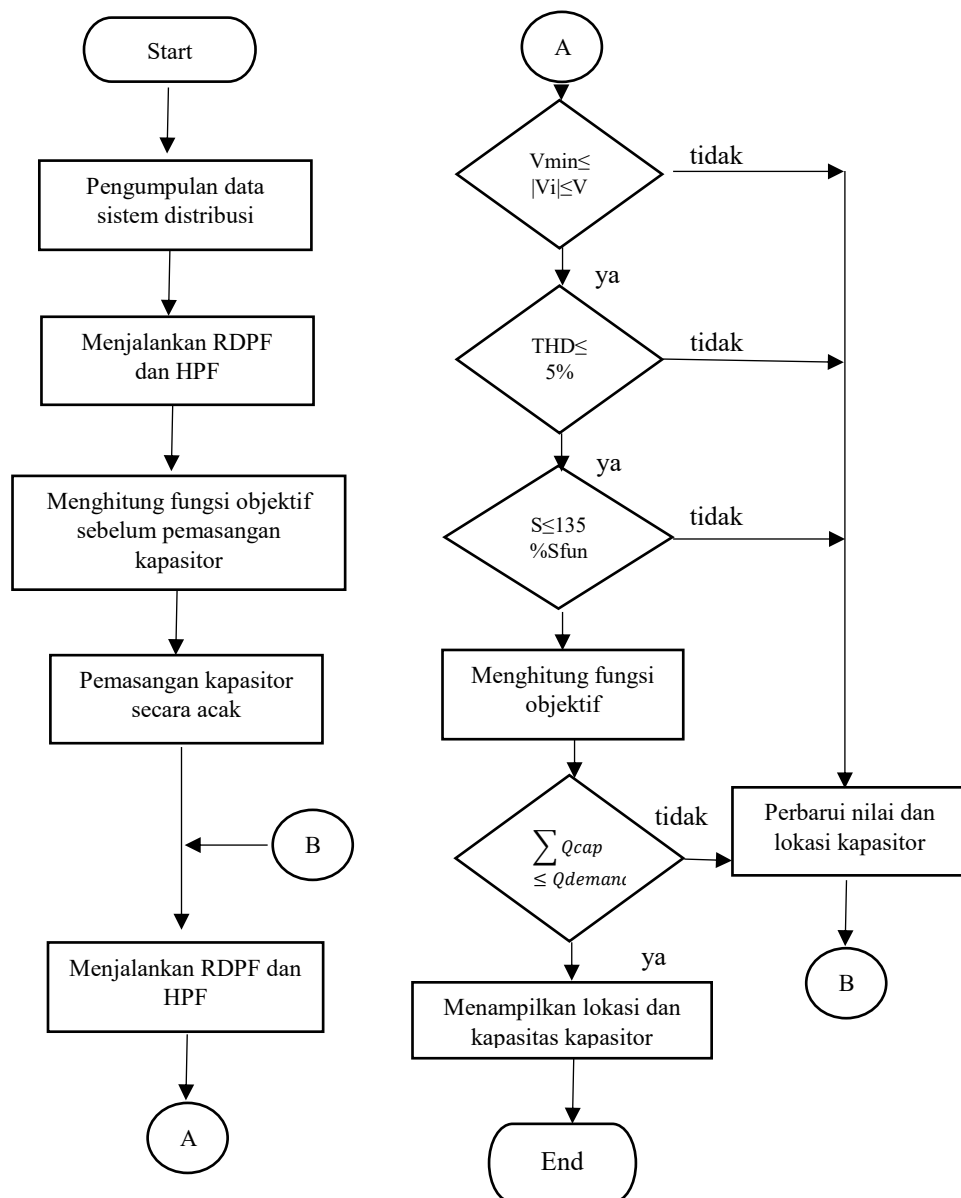 Start
Pengumpulan data
sistem distribusi
Menjalankan RDPF
dan HPF
Menghitung fungsi objektif
sebelum pemasangan
kapasitor
Pemasangan kapasitor
secara acak
B
Menjalankan RDPF dan
HPF
A
A
Vmin≤
|Vi|≤V
tidak
ya
THD≤
5%
tidak
ya
S≤135
%Sfun
tidak
Menghitung fungsi
objektif
∑ Qcap
≤ Qdemand
tidak
ya
Perbarui nilai dan
lokasi kapasitor
B
Menampilkan lokasi dan
kapasitas kapasitor
End